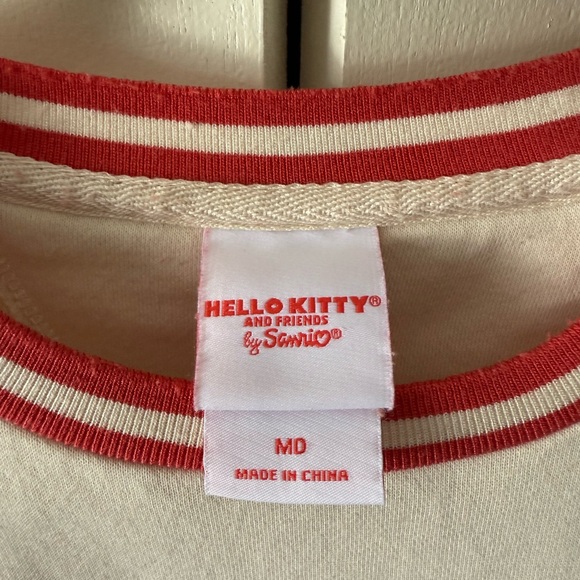 HELLO KITTY®
AND FRIENDS
by Sanrio®
MD
MADE IN CHINA